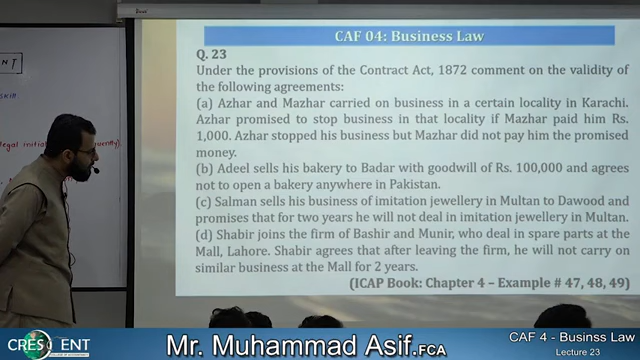 CAF 04: Business Law
Q. 23
Under the provisions of the Contract Act, 1872 comment on the validity of
the following agreements:
(a) Azhar and Mazhar carried on business in a certain locality in Karachi.
Azhar promised to stop business in that locality if Mazhar paid him Rs.
1,000. Azhar stopped his business but Mazhar did not pay him the promised
money.
(b) Adeel sells his bakery to Badar with goodwill of Rs. 100,000 and agrees
not to open a bakery anywhere in Pakistan.
(c) Salman sells his business of imitation jewellery in Multan to Dawood and
promises that for two years he will not deal in imitation jewellery in Multan.
(d) Shabir joins the firm of Bashir and Munir, who deal in spare parts at the
Mall, Lahore. Shabir agrees that after leaving the firm, he will not carry on
similar business at the Mall for 2 years.
(ICAP Book: Chapter 4 – Example # 47, 48, 49)
CRESCENT
Mr. Muhammad Asif.FCA
CAF 4 - Businss Law
Lecture 23